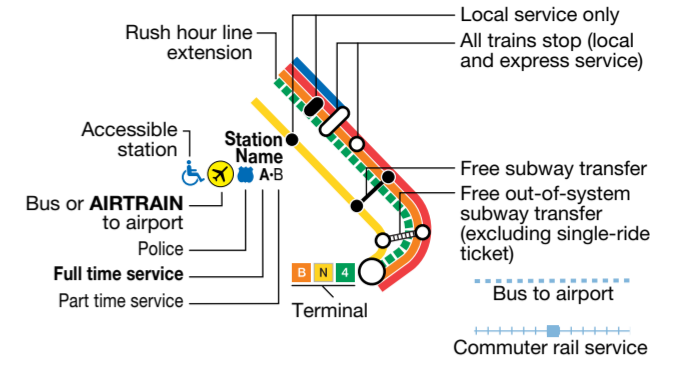 Local service only
Rush hour line
extension
All trains stop (local
and express service)
Accessible
station
Station
Name
A•B
Bus or AIRTRAIN
to airport
Police
Full time service
Part time service
Free subway transfer
Free out-of-system
subway transfer
(excluding single-ride
ticket)
B N 4
Terminal
Bus to airport
Commuter rail service